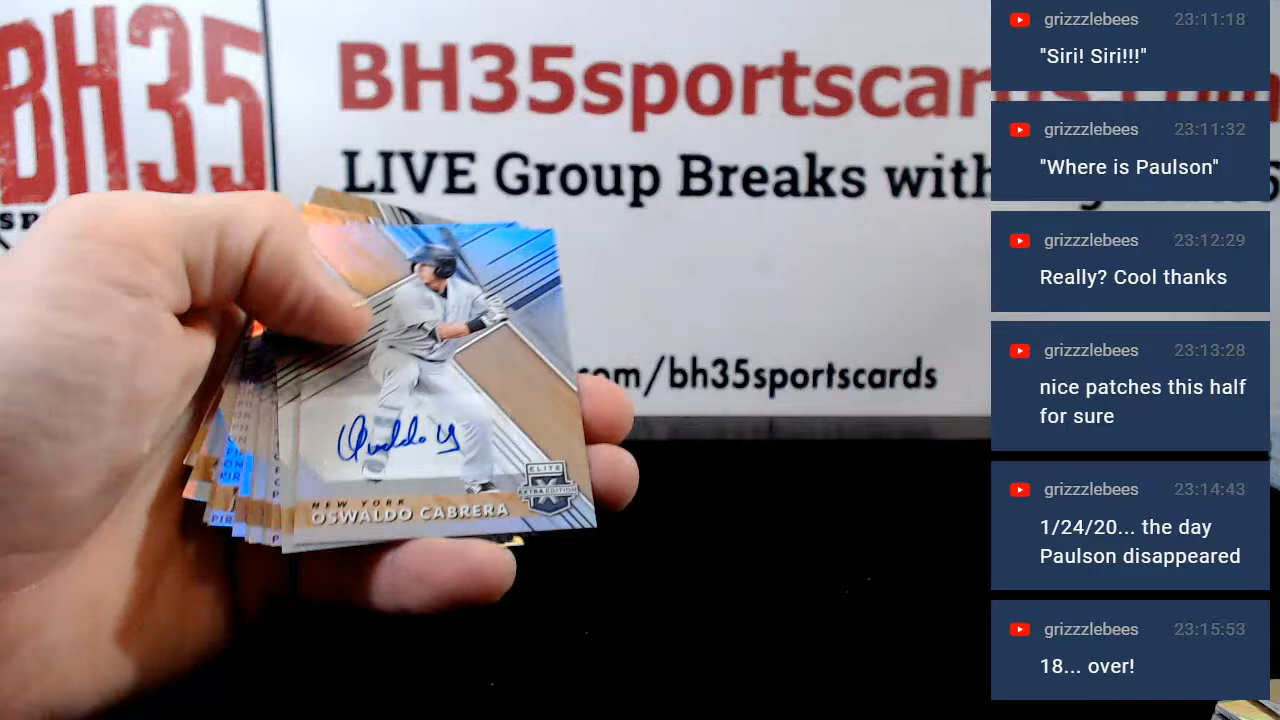 BH35
BH35sportscards.com
LIVE Group Breaks with
.com/bh35sportscards
ELITE
EXTRA EDITION
NEW YORK
OSWALDO CABRERA
PIR
grizzzlebees 23:11:18
"Siri! Siri!!!"
grizzzlebees 23:11:32
"Where is Paulson"
grizzzlebees 23:12:29
Really? Cool thanks
grizzzlebees 23:13:28
nice patches this half
for sure
grizzzlebees 23:14:43
1/24/20... the day
Paulson disappeared
grizzzlebees 23:15:53
18... over!